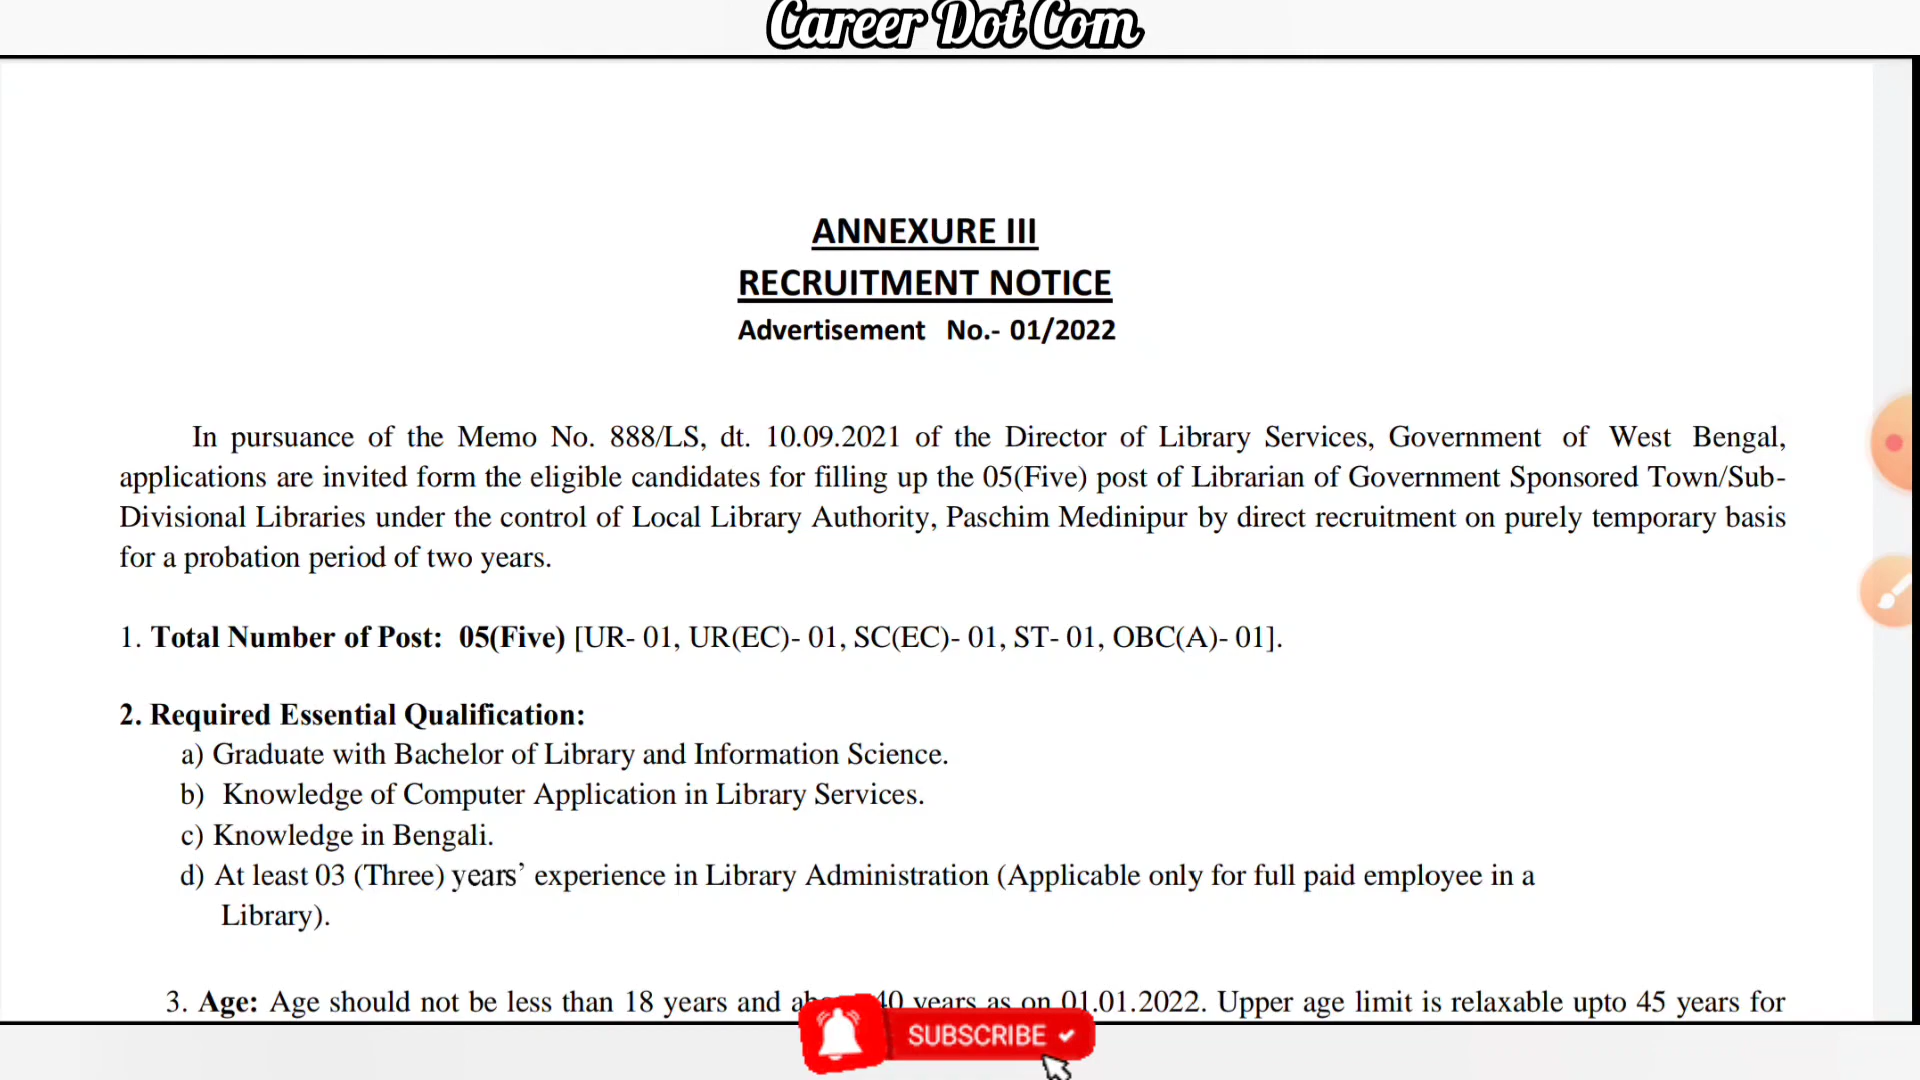 Career Dot Com
ANNEXURE III
RECRUITMENT NOTICE
Advertisement No.- 01/2022
In pursuance of the Memo No. 888/LS, dt. 10.09.2021 of the Director of Library Services, Government of West Bengal,
applications are invited form the eligible candidates for filling up the 05(Five) post of Librarian of Government Sponsored Town/Sub-
Divisional Libraries under the control of Local Library Authority, Paschim Medinipur by direct recruitment on purely temporary basis
for a probation period of two years.
1. Total Number of Post: 05(Five) [UR- 01, UR(EC)- 01, SC(EC)- 01, ST- 01, OBC(A)- 01].
2. Required Essential Qualification:
a) Graduate with Bachelor of Library and Information Science.
b) Knowledge of Computer Application in Library Services.
c) Knowledge in Bengali.
d) At least 03 (Three) years’ experience in Library Administration (Applicable only for full paid employee in a
Library).
3. Age: Age should not be less than 18 years and 40 years as on 01.01.2022. Upper age limit is relaxable upto 45 years for
SUBSCRIBE